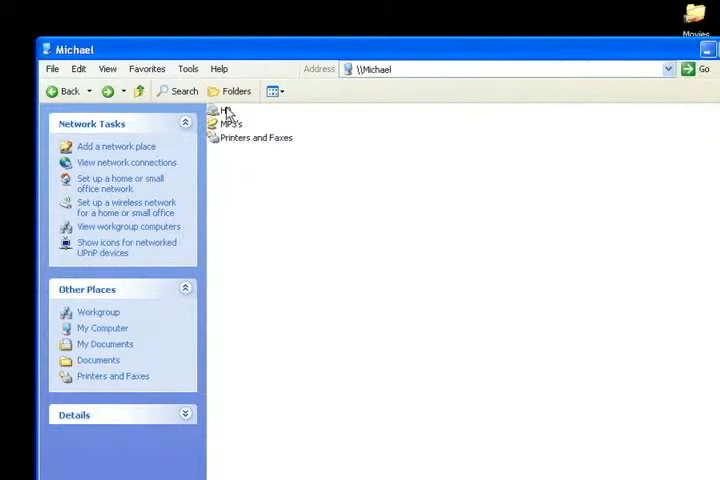 Movies
Michael
File Edit View Favorites Tools Help Address \\Michael Go
Back Search Folders
Network Tasks
Add a network place
View network connections
Set up a home or small
office network
Set up a wireless network
for a home or small office
View workgroup computers
Show icons for networked
UPnP devices
Other Places
Workgroup
My Computer
My Documents
Documents
Printers and Faxes
Details
MP3's
Printers and Faxes